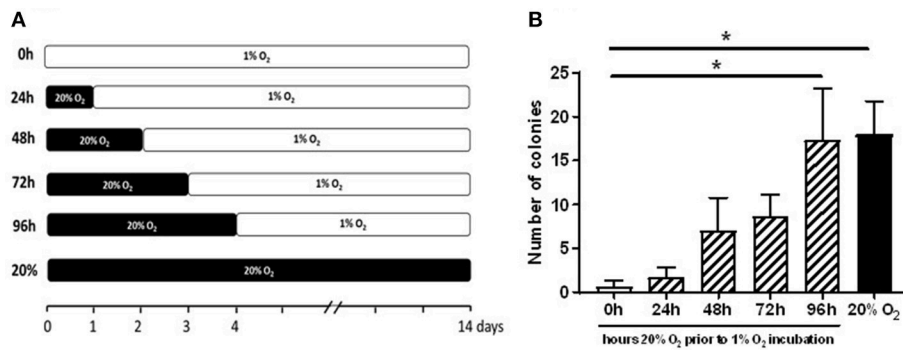 A
0h
1% O₂
24h
20% O₂
1% O₂
48h
20% O₂
1% O₂
72h
20% O₂
1% O₂
96h
20% O₂
1% O₂
20%
20% O₂
0 1 2 3 4 14 days
B
*
*
Number of colonies
25
20
15
10
5
0
0h 24h 48h 72h 96h 20% O₂
hours 20% O₂ prior to 1% O₂ incubation